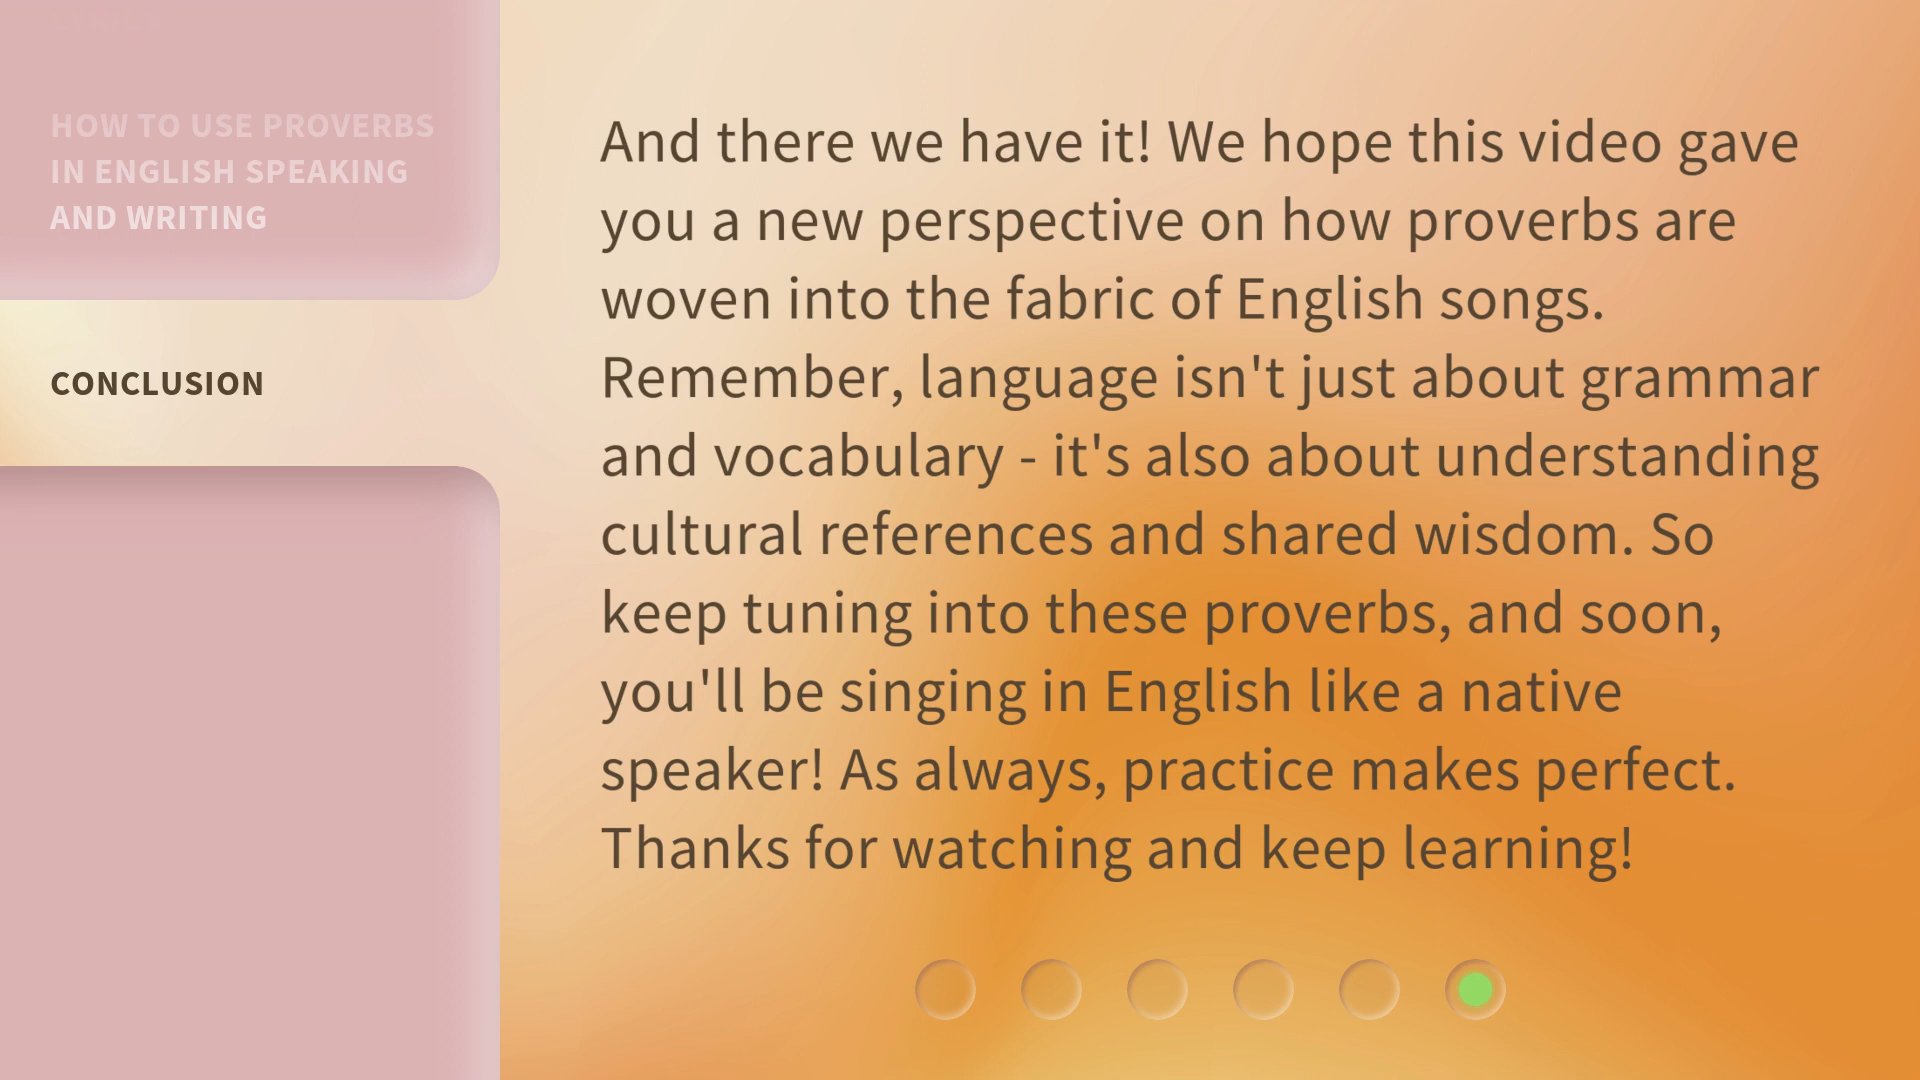 HOW TO USE PROVERBS
IN ENGLISH SPEAKING
AND WRITING
CONCLUSION
And there we have it! We hope this video gave
you a new perspective on how proverbs are
woven into the fabric of English songs.
Remember, language isn't just about grammar
and vocabulary - it's also about understanding
cultural references and shared wisdom. So
keep tuning into these proverbs, and soon,
you'll be singing in English like a native
speaker! As always, practice makes perfect.
Thanks for watching and keep learning!